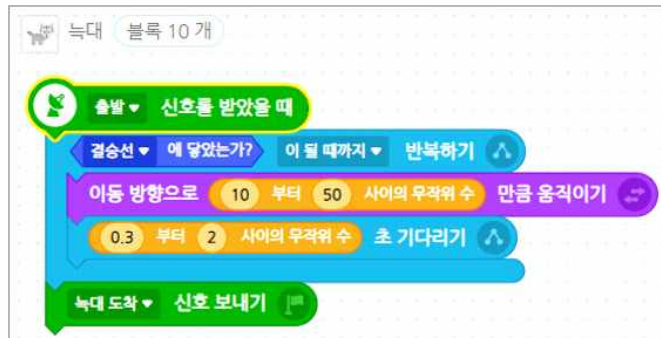 늑대 블록 10 개
출발 ▼ 신호를 받았을 때
결승선 ▼ 에 닿았는가? 이 될 때까지 ▼ 반복하기
이동 방향으로 10 부터 50 사이의 무작위 수 만큼 움직이기
0.3 부터 2 사이의 무작위 수 초 기다리기
늑대 도착 ▼ 신호 보내기